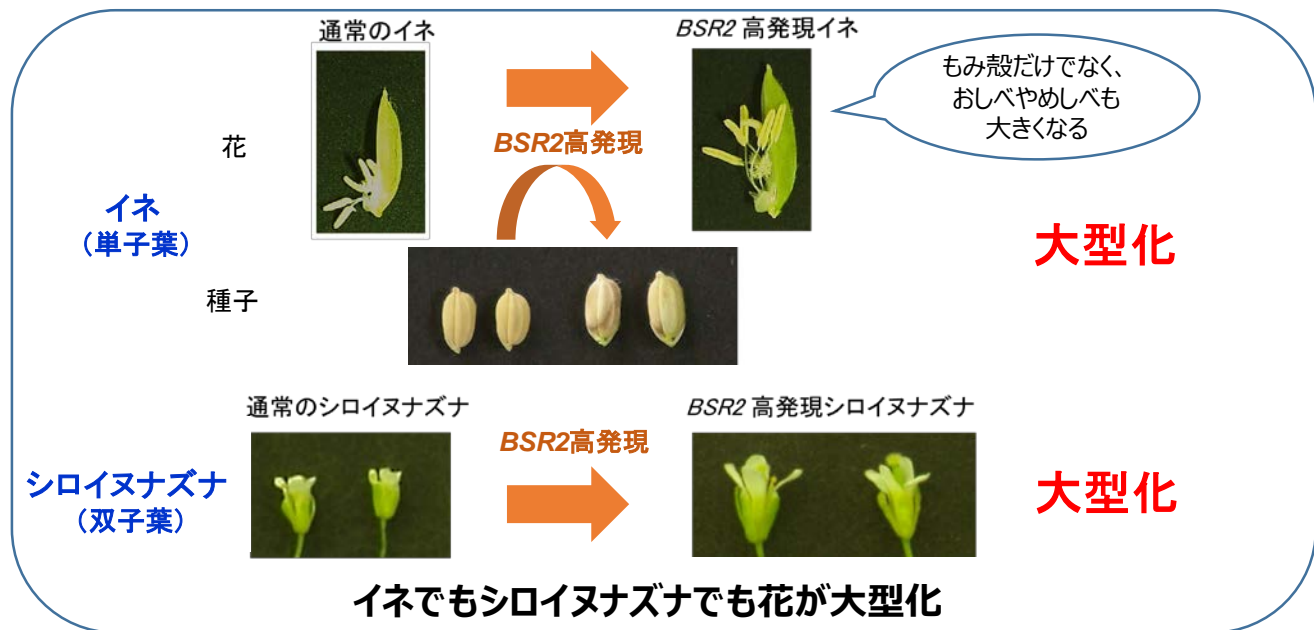 通常のイネ
BSR2 高発現イネ
もみ殻だけでなく、
おしべやめしべも
大きくなる
花
BSR2高発現
イネ
（単子葉）
大型化
種子
通常のシロイヌナズナ
BSR2 高発現シロイヌナズナ
BSR2高発現
シロイヌナズナ
（双子葉）
大型化
イネでもシロイヌナズナでも花が大型化